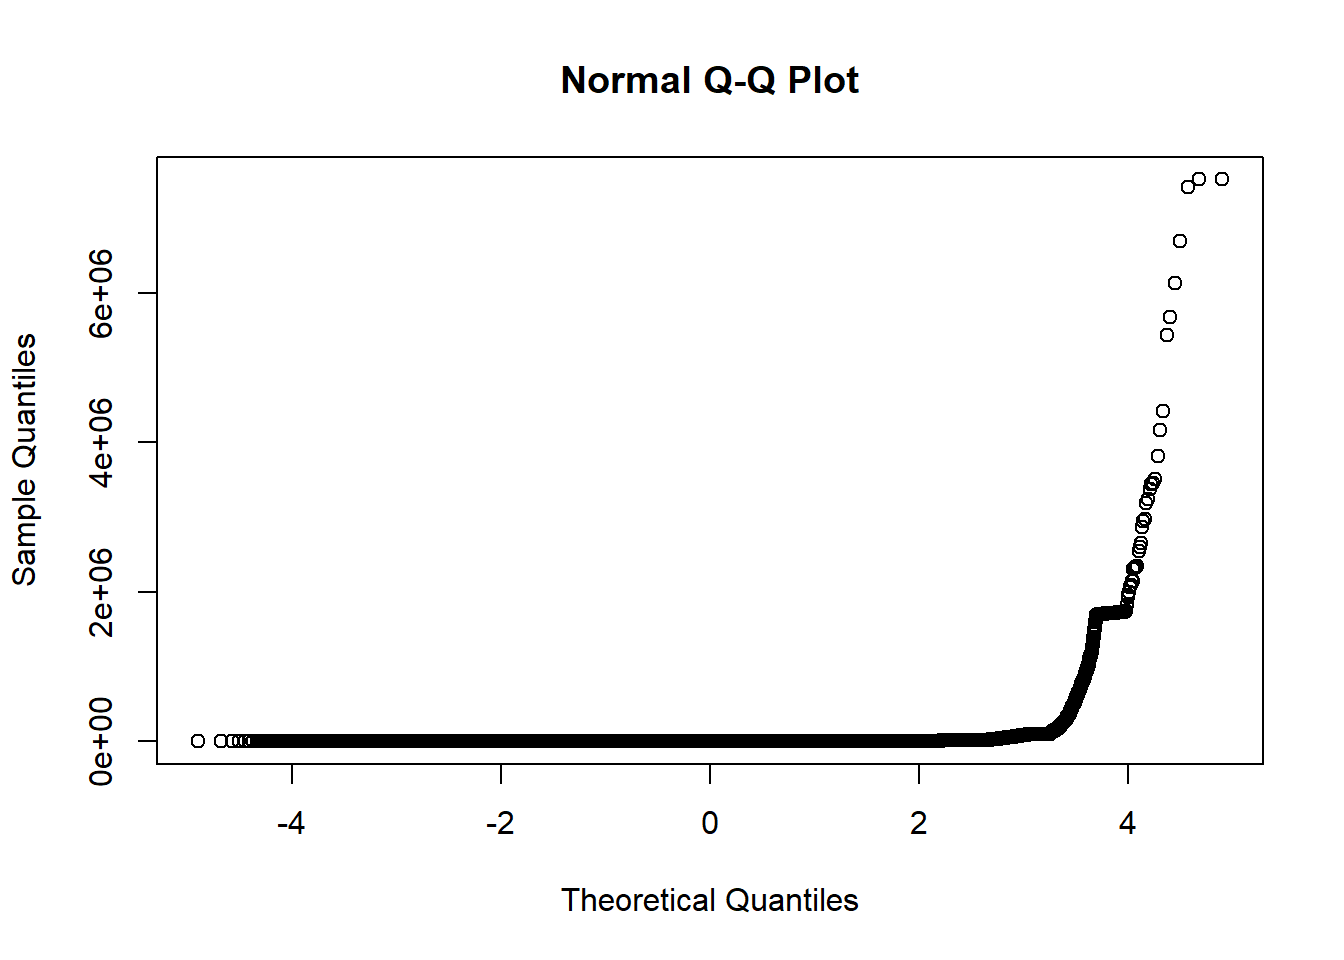 Normal Q-Q Plot
Sample Quantiles
6e+06
4e+06
2e+06
0e+00
-4 -2 0 2 4
Theoretical Quantiles